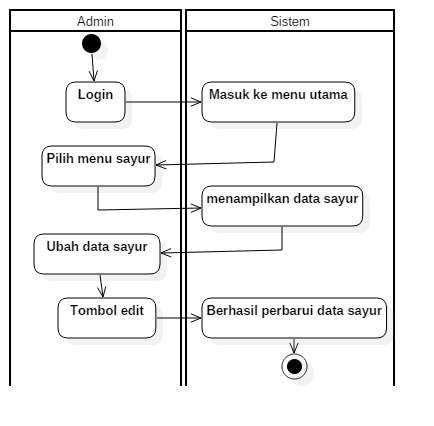 Admin
Sistem
Login
Masuk ke menu utama
Pilih menu sayur
menampilkan data sayur
Ubah data sayur
Tombol edit
Berhasil perbarui data sayur